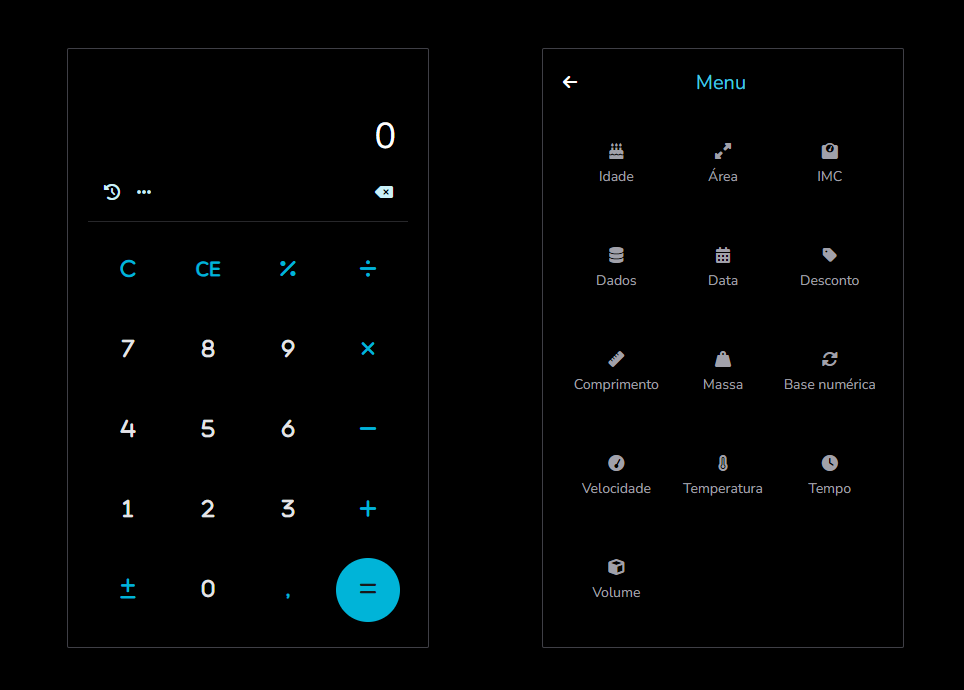 0
C CE % ÷
7 8 9 ×
4 5 6 −
1 2 3 +
± 0 , =
Menu
Idade Área IMC
Dados Data Desconto
Comprimento Massa Base numérica
Velocidade Temperatura Tempo
Volume